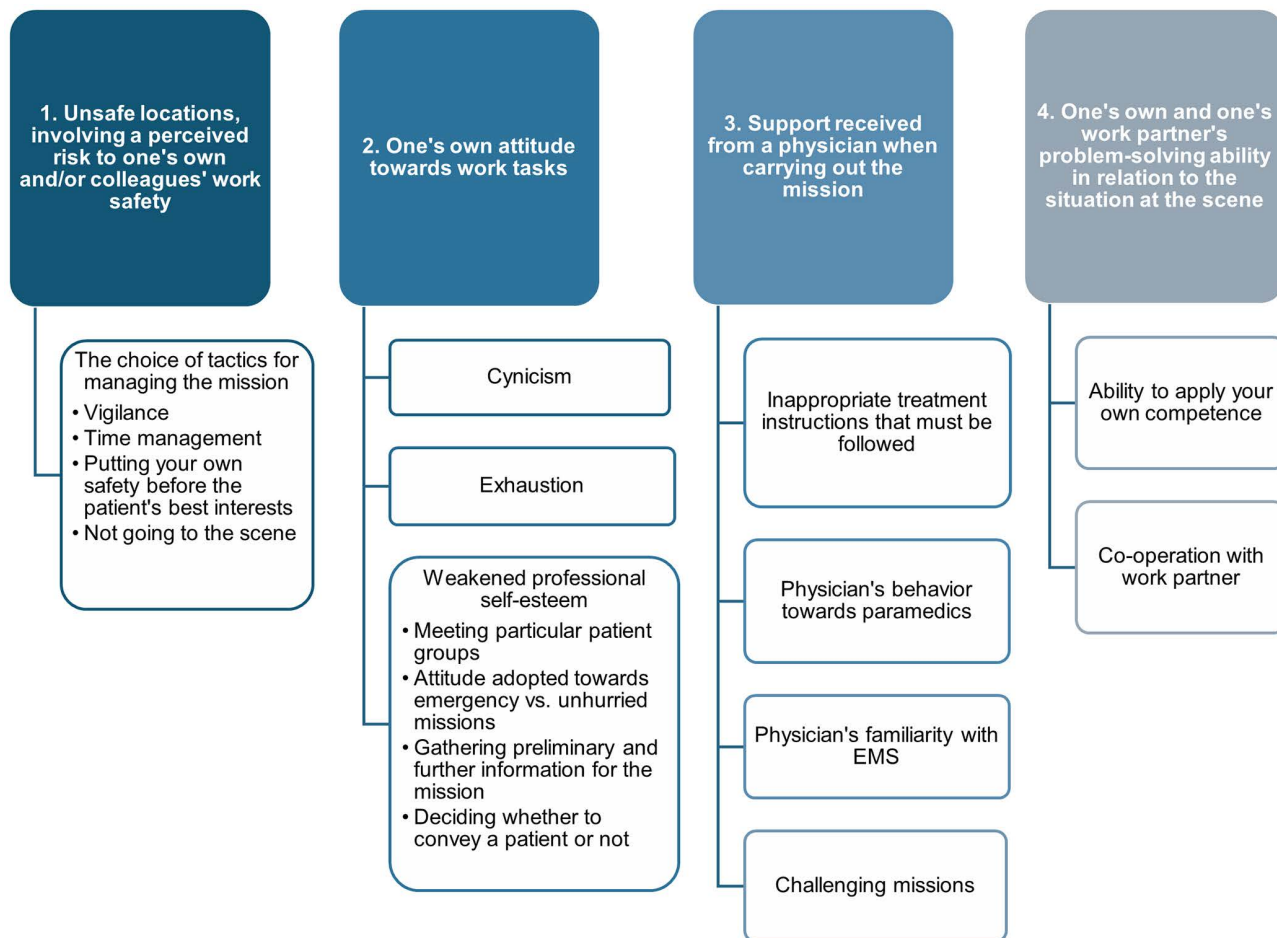 1. Unsafe locations,
involving a perceived
risk to one's own
and/or colleagues' work
safety
The choice of tactics for
managing the mission
• Vigilance
• Time management
• Putting your own
safety before the
patient's best interests
• Not going to the scene
2. One's own attitude
towards work tasks
Cynicism
Exhaustion
Weakened professional
self-esteem
• Meeting particular patient
groups
• Attitude adopted towards
emergency vs. unhurried
missions
• Gathering preliminary and
further information for the
mission
• Deciding whether to
convey a patient or not
3. Support received
from a physician when
carrying out the
mission
Inappropriate treatment
instructions that must be
followed
Physician's behavior
towards paramedics
Physician's familiarity with
EMS
Challenging missions
4. One's own and one's
work partner's
problem-solving ability
in relation to the
situation at the scene
Ability to apply your
own competence
Co-operation with
work partner